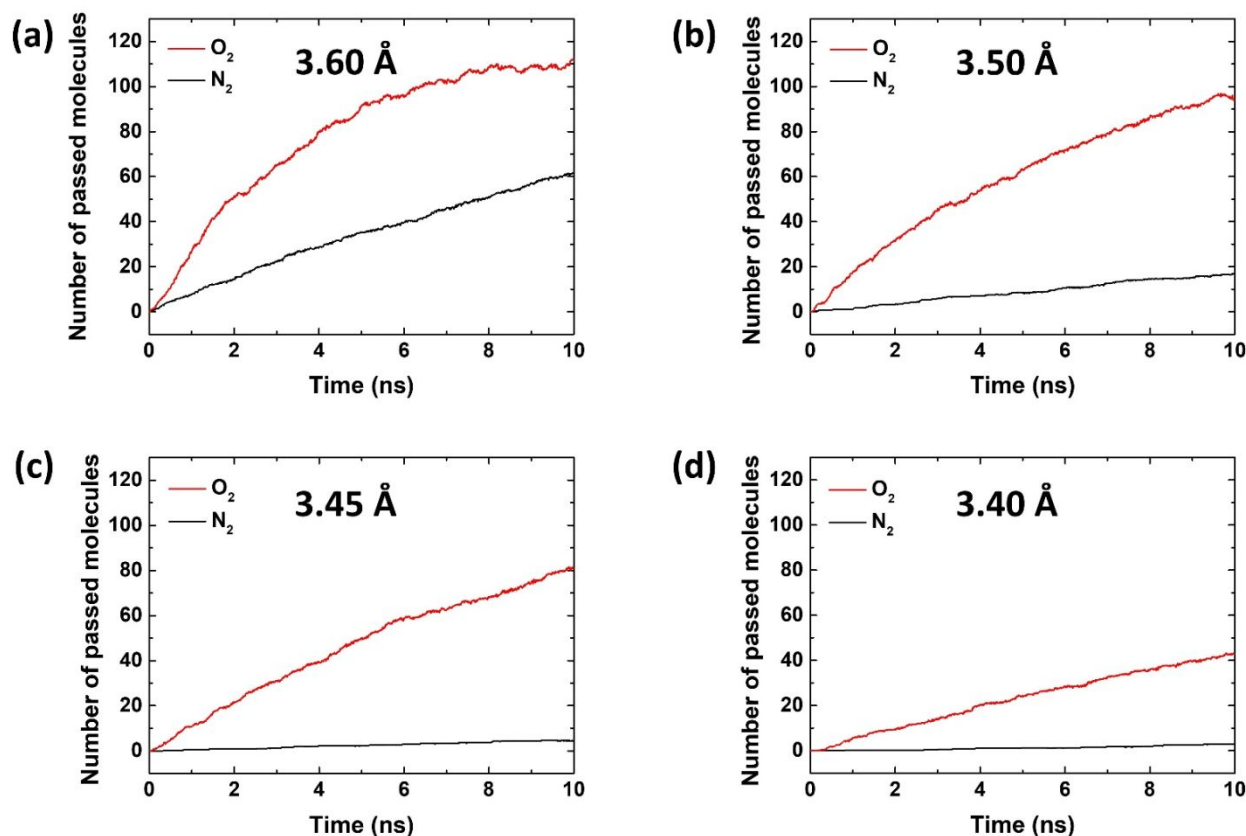 (a)
Number of passed molecules
120
100
80
60
40
20
0
O₂
N₂
3.60 Å
0 2 4 6 8 10
Time (ns)
(b)
Number of passed molecules
120
100
80
60
40
20
0
O₂
N₂
3.50 Å
0 2 4 6 8 10
Time (ns)
(c)
Number of passed molecules
120
100
80
60
40
20
0
O₂
N₂
3.45 Å
0 2 4 6 8 10
Time (ns)
(d)
Number of passed molecules
120
100
80
60
40
20
0
O₂
N₂
3.40 Å
0 2 4 6 8 10
Time (ns)